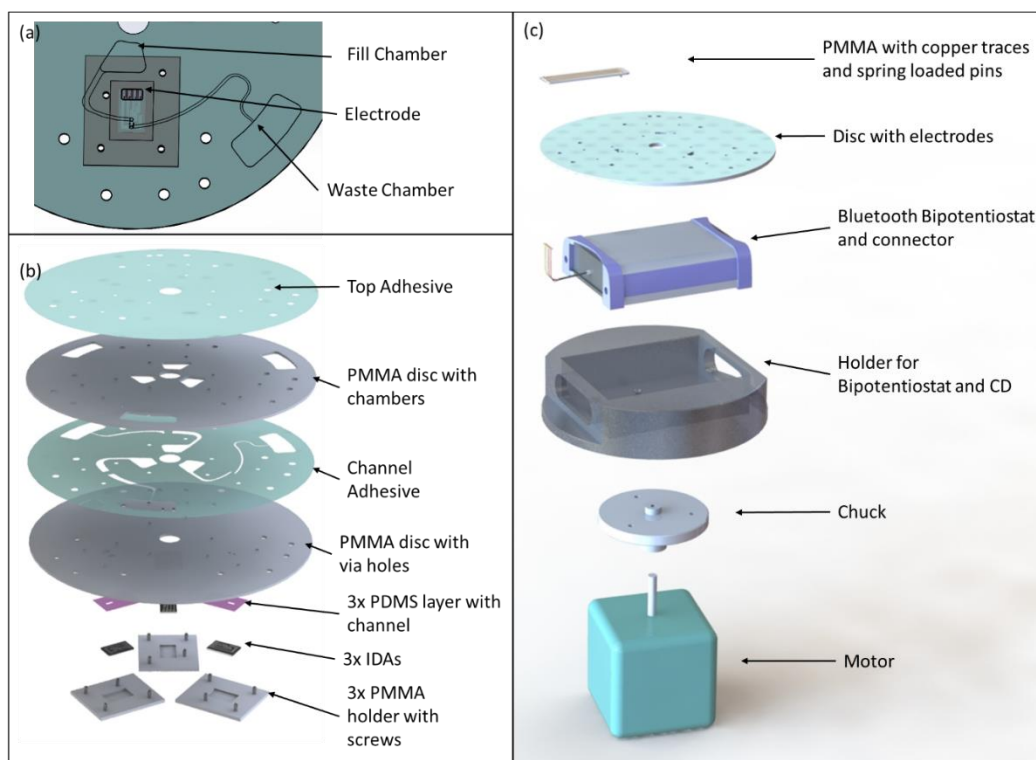 (a)
Fill Chamber
Electrode
Waste Chamber
(b)
Top Adhesive
PMMA disc with
chambers
Channel
Adhesive
PMMA disc with
via holes
3x PDMS layer with
channel
3x IDAs
3x PMMA
holder with
screws
(c)
PMMA with copper traces
and spring loaded pins
Disc with electrodes
Bluetooth Bipotentiostat
and connector
Holder for
Bipotentiostat and CD
Chuck
Motor